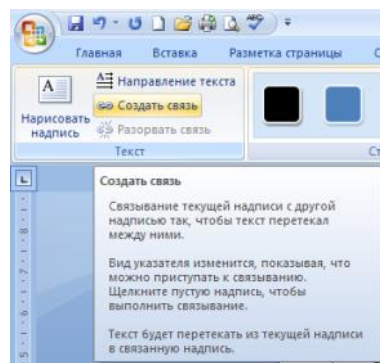 Главная Вставка Разметка страницы
А Направление текста
Создать связь
Нарисовать надпись
Разорвать связь
Текст
Создать связь
Связывание текущей надписи с другой
надписью так, чтобы текст перетекал
между ними.
Вид указателя изменится, показывая, что
можно приступать к связыванию.
Щелкните пустую надпись, чтобы
выполнить связывание.
Текст будет перетекать из текущей надписи
в связанную надпись.